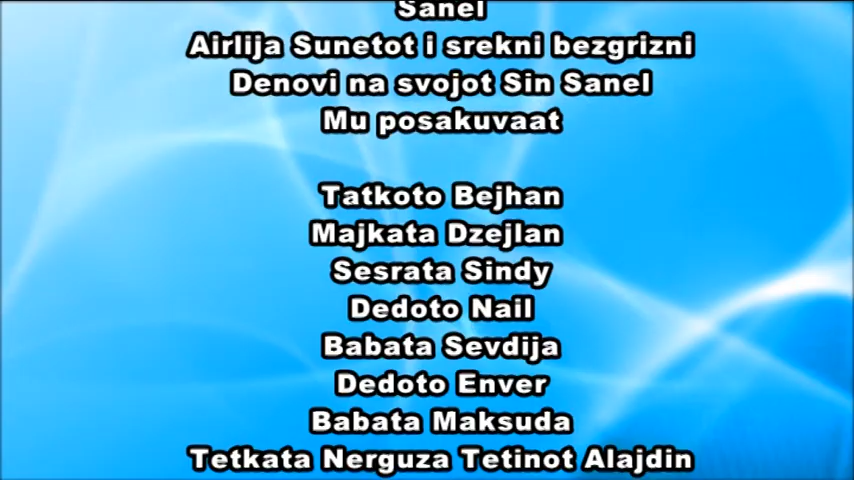 Sanel
Airlija Sunetot i srekni bezgrizni
Denovi na svojot Sin Sanel
Mu posakuvaat
Tatkoto Bejhan
Majkata Dzejlan
Sesrata Sindy
Dedoto Nail
Babata Sevdija
Dedoto Enver
Babata Maksuda
Tetkata Nerguza Tetinot Alajdin